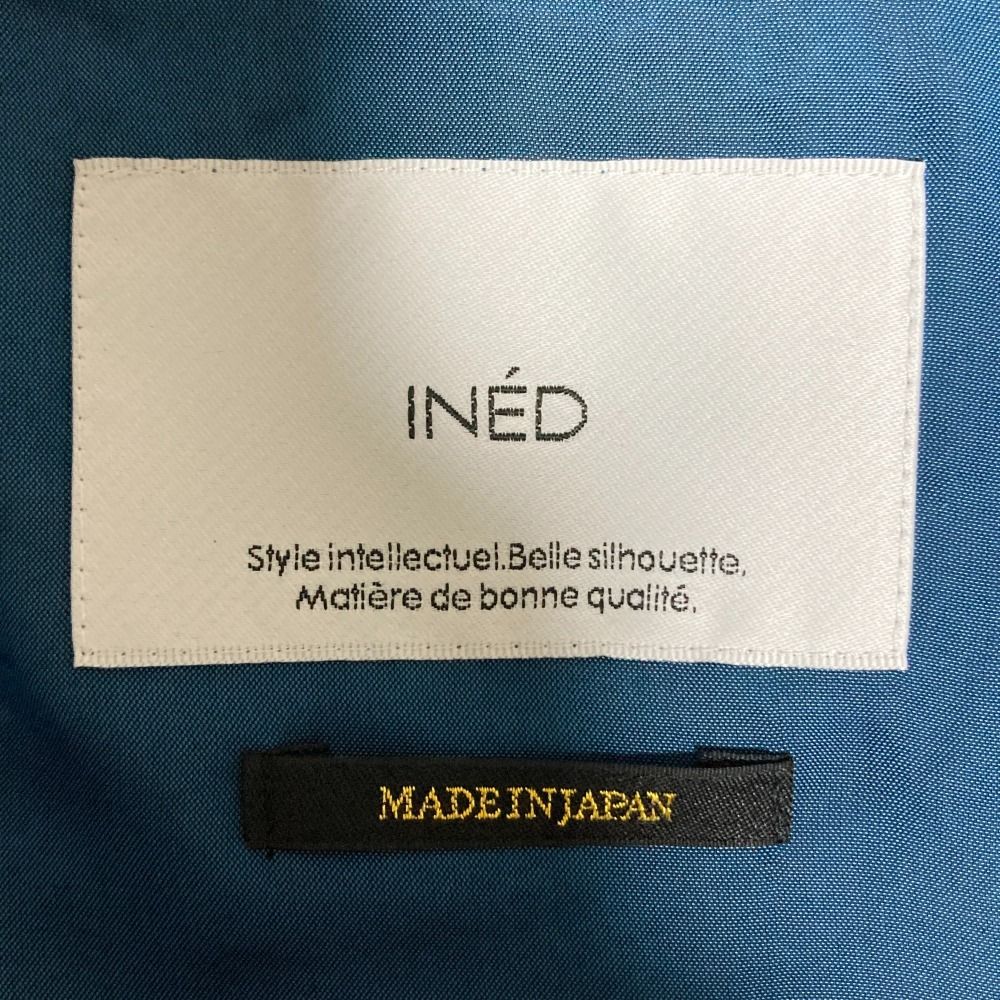 INÉD
Style intellectuel.Belle silhouette,
Matière de bonne qualité,
MADE IN JAPAN